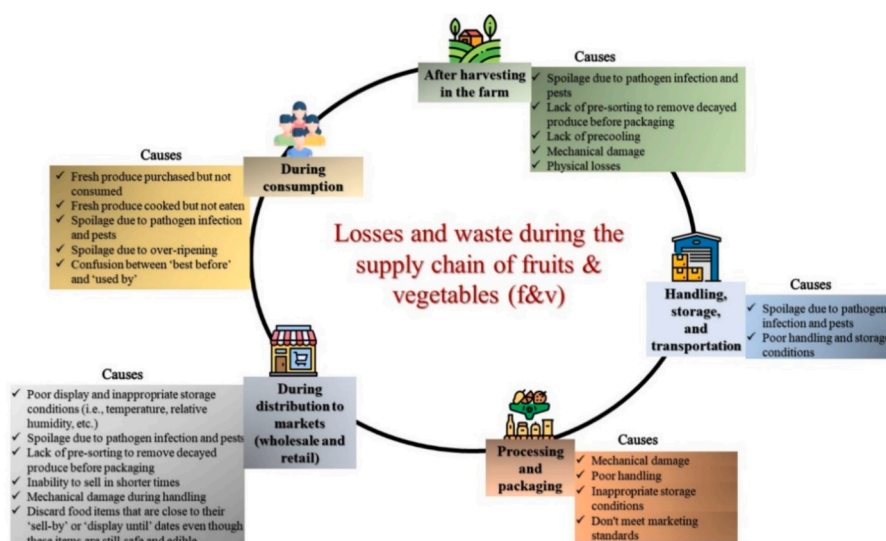 After harvesting
in the farm
Causes
✓ Spoilage due to pathogen infection and
pests
✓ Lack of pre-sorting to remove decayed
produce before packaging
✓ Lack of precooling
✓ Mechanical damage
✓ Physical losses
Losses and waste during the
supply chain of fruits &
vegetables (f&v)
Handling,
storage,
and
transportation
Causes
✓ Spoilage due to pathogen
infection and pests
✓ Poor handling and storage
conditions
Processing
and
packaging
Causes
✓ Mechanical damage
✓ Poor handling
✓ Inappropriate storage
conditions
✓ Don't meet marketing
standards
During
distribution to
markets
(wholesale and
retail)
Causes
✓ Poor display and inappropriate storage
conditions (i.e., temperature, relative
humidity, etc.)
✓ Spoilage due to pathogen infection and pests
✓ Lack of pre-sorting to remove decayed
produce before packaging
✓ Inability to sell in shorter times
✓ Mechanical damage during handling
✓ Discard food items that are close to their
‘sell-by’ or ‘display until’ dates even though
these items are still safe and edible
During
consumption
Causes
✓ Fresh produce purchased but not
consumed
✓ Fresh produce cooked but not eaten
✓ Spoilage due to pathogen infection
and pests
✓ Spoilage due to over-ripening
✓ Confusion between ‘best before’
and ‘used by’